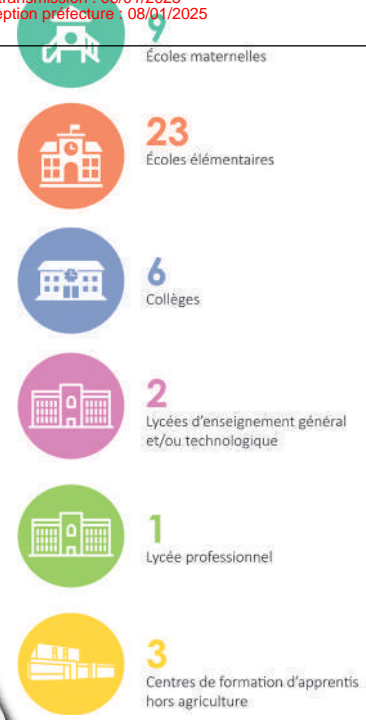 eption préfecture : 08/01/2025
9
Écoles maternelles
23
Écoles élémentaires
6
Collèges
2
Lycées d'enseignement général
et/ou technologique
1
Lycée professionnel
3
Centres de formation d'apprentis
hors agriculture